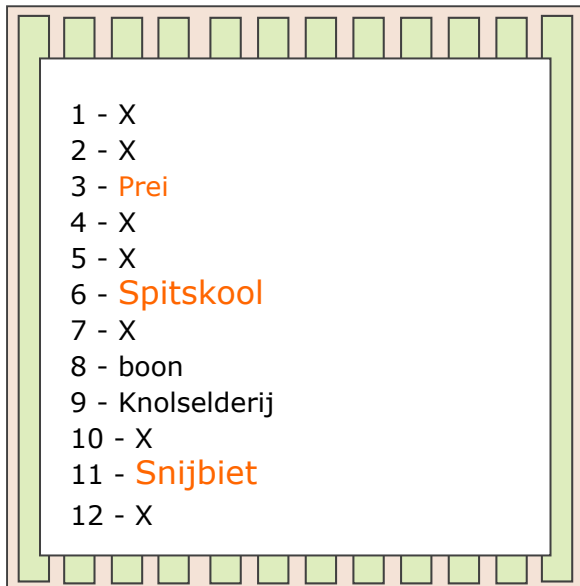 1 - X
2 - X
3 - Prei
4 - X
5 - X
6 - Spitskool
7 - X
8 - boon
9 - Knolselderij
10 - X
11 - Snijbiet
12 - X